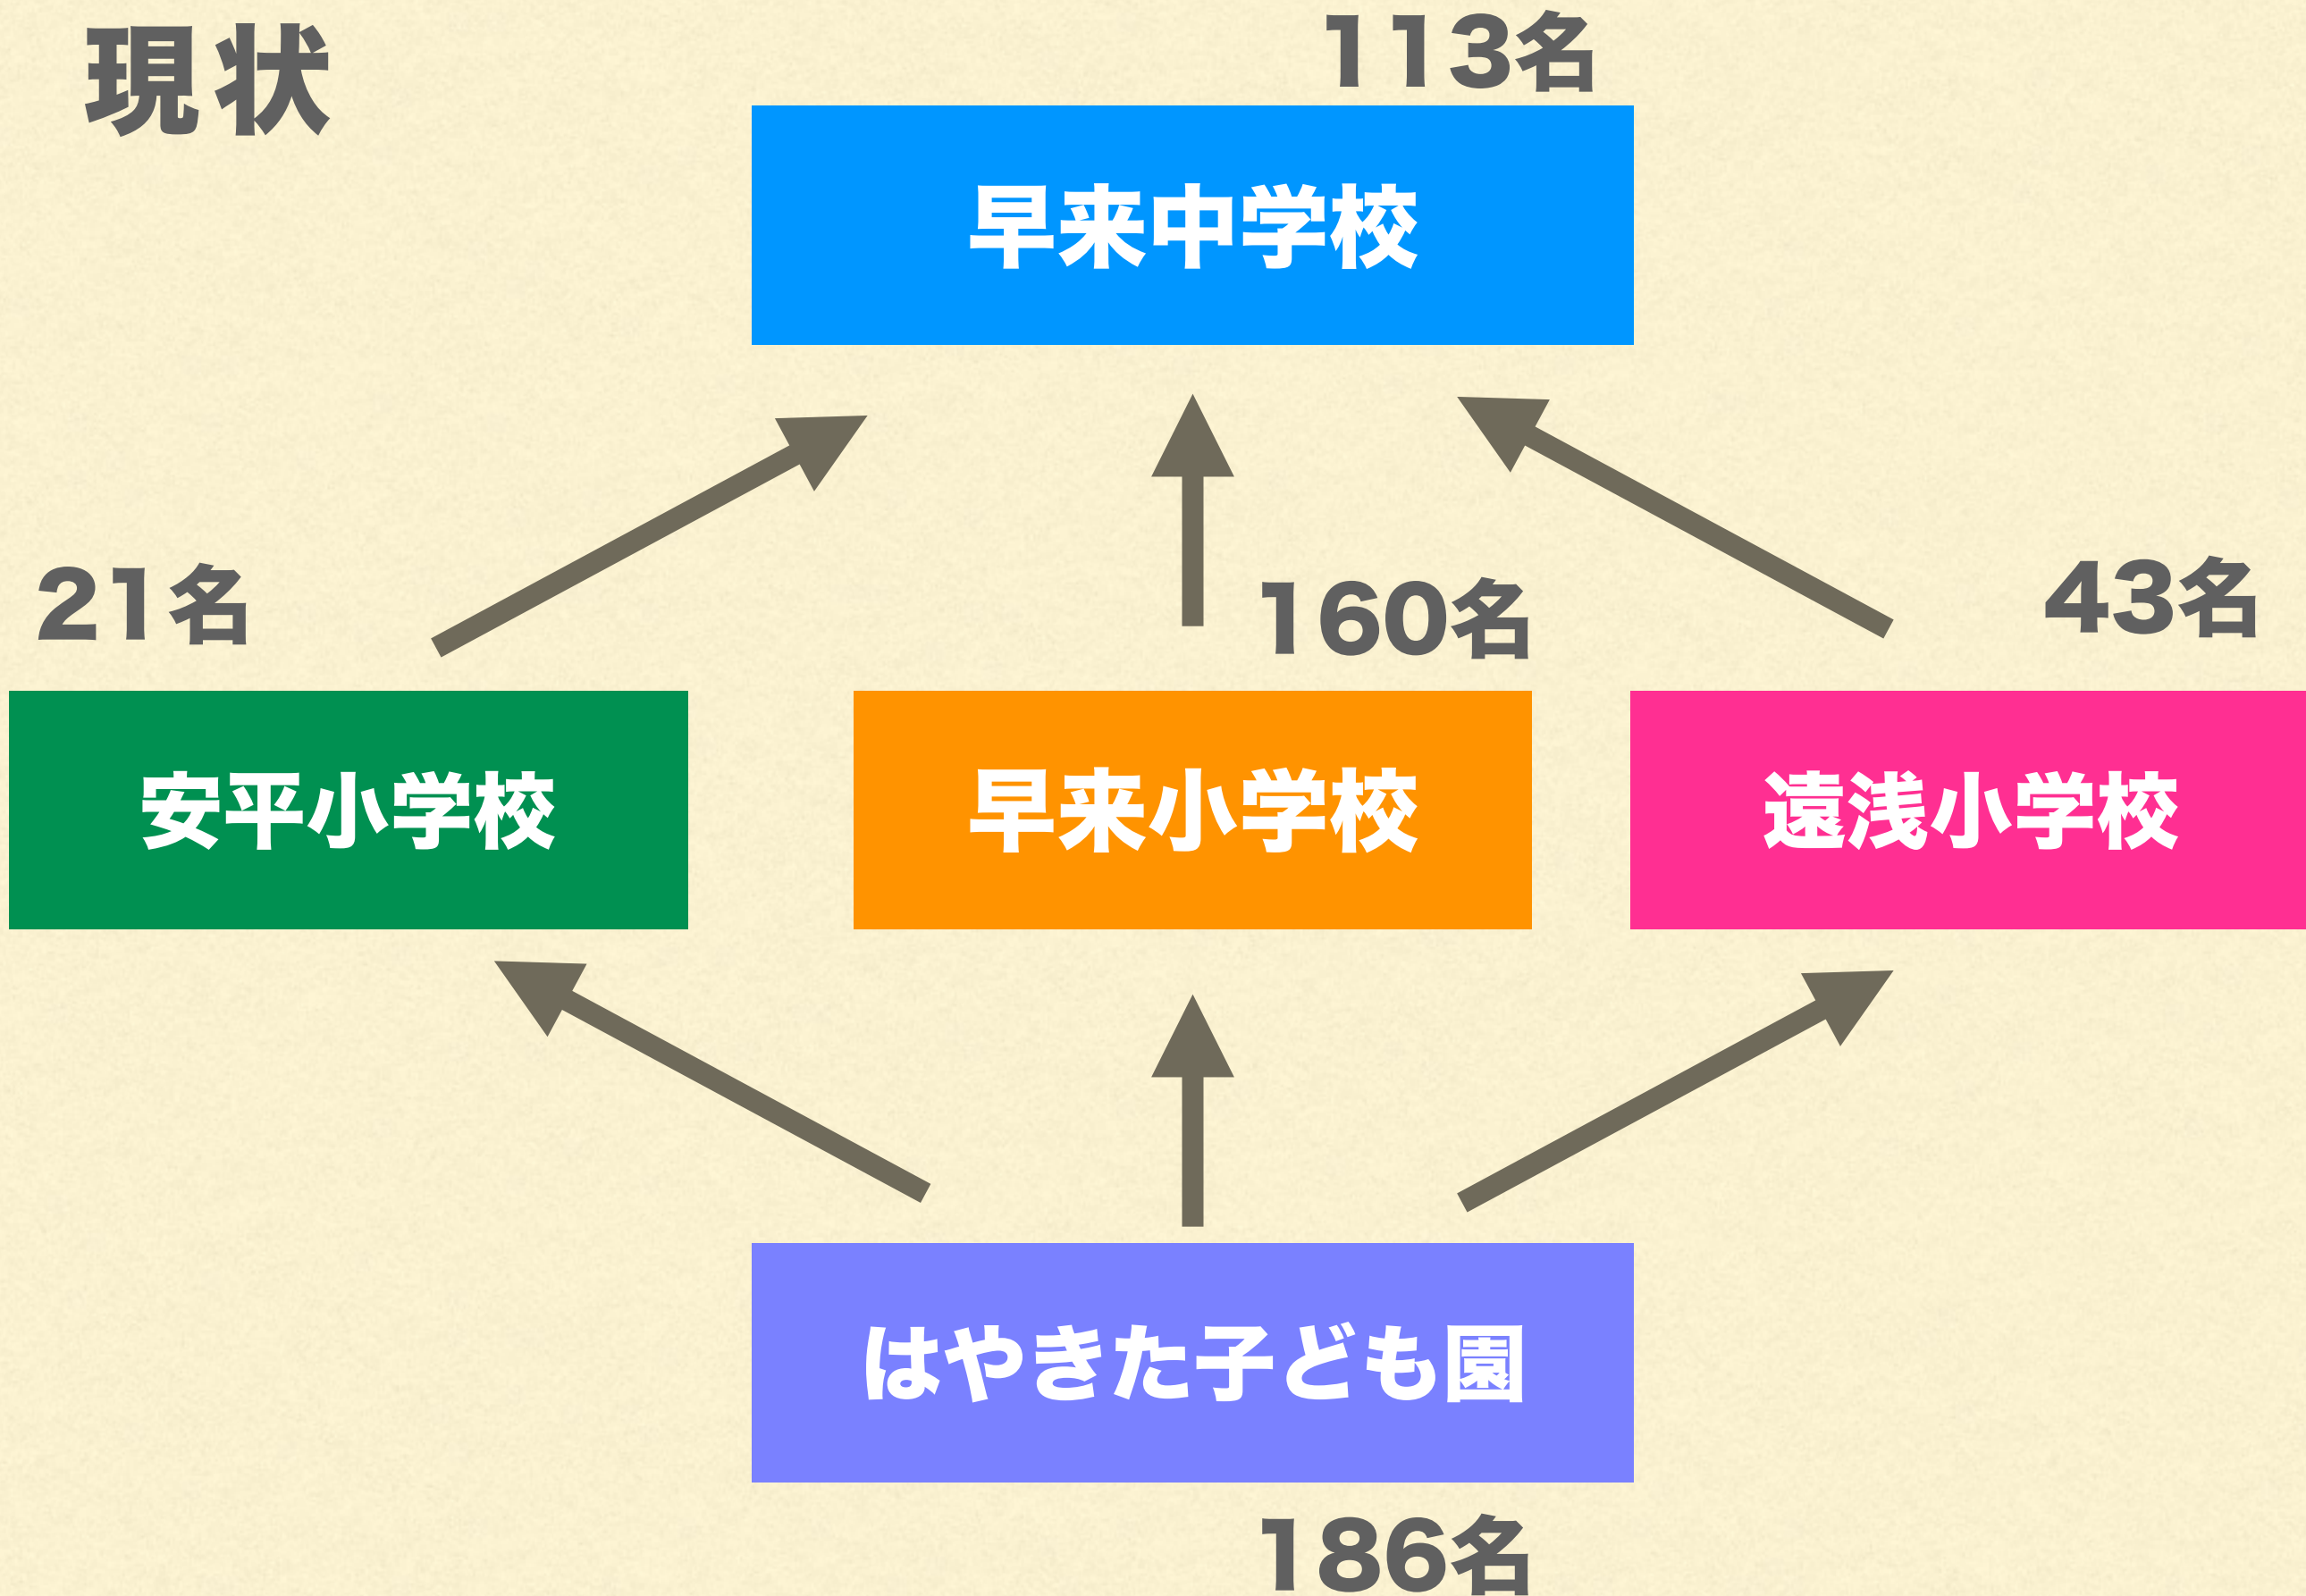 現状
113名
早来中学校
21名
160名
43名
安平小学校
早来小学校
遠浅小学校
はやきた子ども園
186名